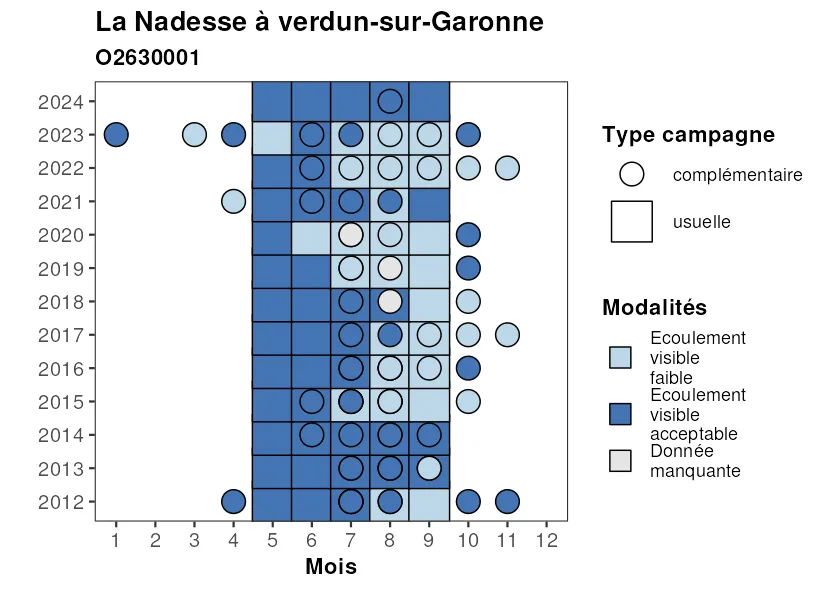 La Nadesse à verdun-sur-Garonne
O2630001
2024
2023
2022
2021
2020
2019
2018
2017
2016
2015
2014
2013
2012
1 2 3 4 5 6 7 8 9 10 11 12
Mois
Type campagne
complémentaire
usuelle
Modalités
Ecoulement
visible
faible
Ecoulement
visible
acceptable
Donnée
manquante